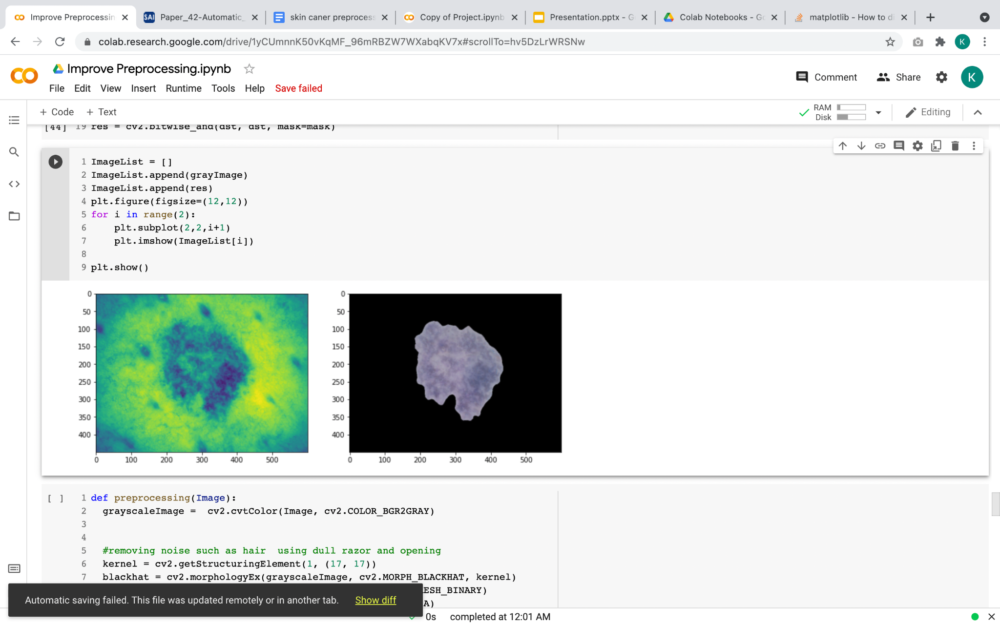 Improve Preprocessin
SAI Paper_42-Automatic_
skin caner preprocess
Copy of Project.ipynb
Presentation.pptx - G
Colab Notebooks - Go
matplotlib - How to di
colab.research.google.com/drive/1yCUmnnK50vKqMF_96mRBZW7WXabqKV7x#scrollTo=hv5DzLrWRSNw
K
Improve Preprocessing.ipynb
Comment
Share
K
File Edit View Insert Runtime Tools Help Save failed
+ Code + Text
RAM
Disk
Editing
[44] 19 res = cv2.bitwise_and(dst, dst, mask=mask)
1 ImageList = []
2 ImageList.append(grayImage)
3 ImageList.append(res)
4 plt.figure(figsize=(12,12))
5 for i in range(2):
6     plt.subplot(2,2,i+1)
7     plt.imshow(ImageList[i])
8
9 plt.show()
0
50
100
150
200
250
300
350
400
0 100 200 300 400 500
0
50
100
150
200
250
300
350
400
0 100 200 300 400 500
[ ] 1 def preprocessing(Image):
2   grayscaleImage =  cv2.cvtColor(Image, cv2.COLOR_BGR2GRAY)
3
4
5   #removing noise such as hair  using dull razor and opening
6   kernel = cv2.getStructuringElement(1, (17, 17))
7   blackhat = cv2.morphologyEx(grayscaleImage, cv2.MORPH_BLACKHAT, kernel)
ESH_BINARY)
A)
Automatic saving failed. This file was updated remotely or in another tab. Show diff
0s completed at 12:01 AM